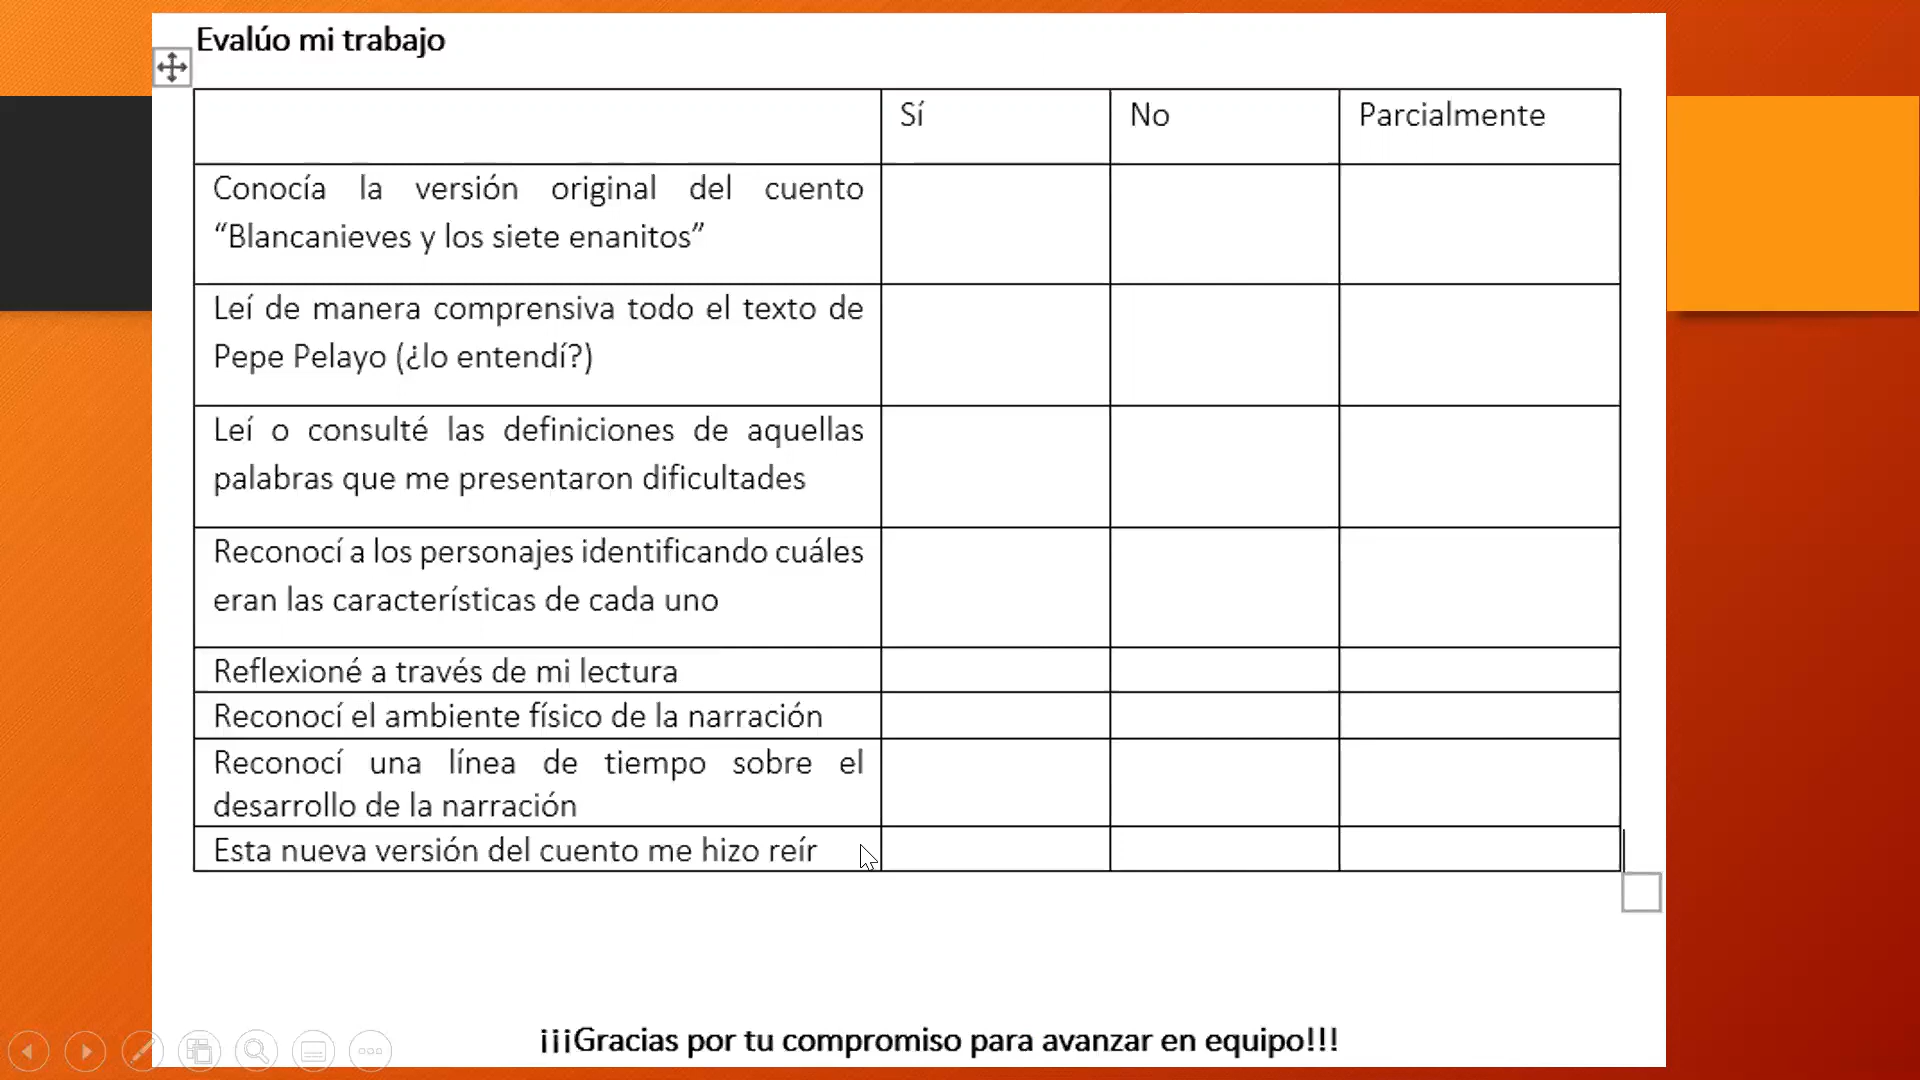 Evalúo mi trabajo
Sí No Parcialmente
Conocía la versión original del cuento
“Blancanieves y los siete enanitos”
Leí de manera comprensiva todo el texto de
Pepe Pelayo (¿lo entendí?)
Leí o consulté las definiciones de aquellas
palabras que me presentaron dificultades
Reconocí a los personajes identificando cuáles
eran las características de cada uno
Reflexioné a través de mi lectura
Reconocí el ambiente físico de la narración
Reconocí una línea de tiempo sobre el
desarrollo de la narración
Esta nueva versión del cuento me hizo reír
¡¡¡Gracias por tu compromiso para avanzar en equipo!!!